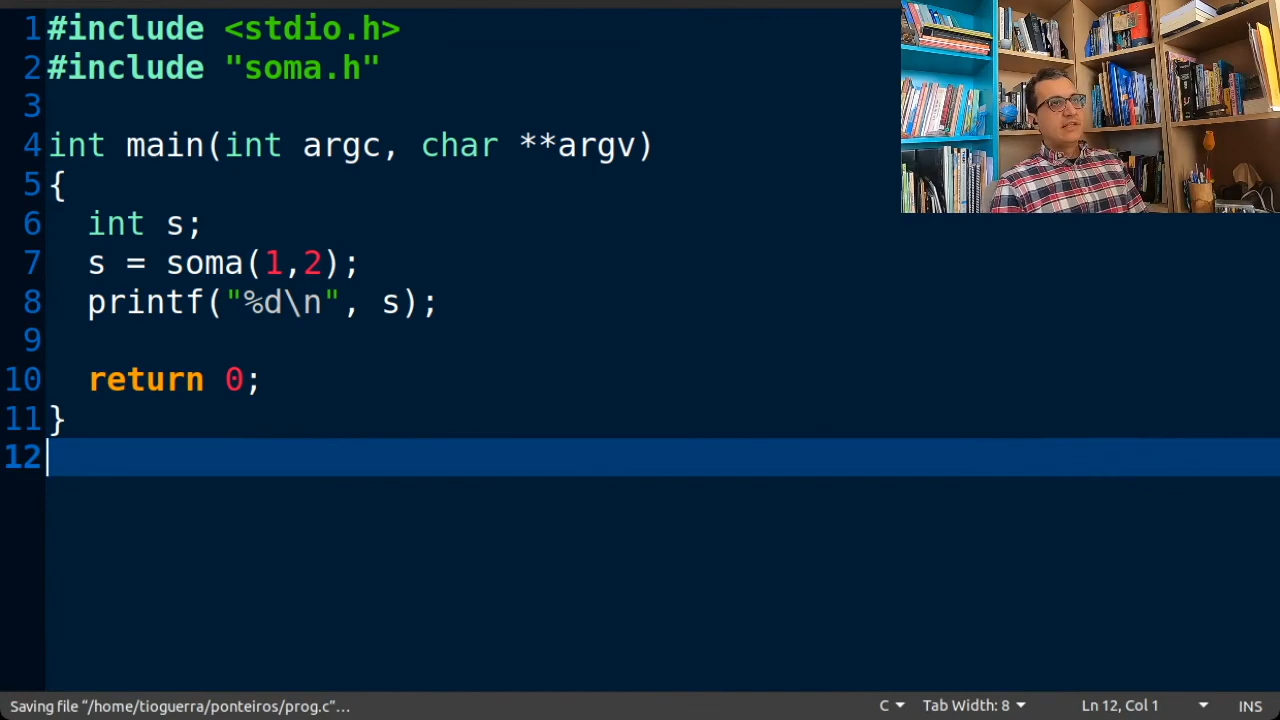 1 #include <stdio.h>
2 #include "soma.h"
3
4 int main(int argc, char **argv)
5 {
6   int s;
7   s = soma(1,2);
8   printf("%d\n", s);
9
10   return 0;
11 }
12
Saving file “/home/tioguerra/ponteiros/prog.c”… C Tab Width: 8 Ln 12, Col 1 INS